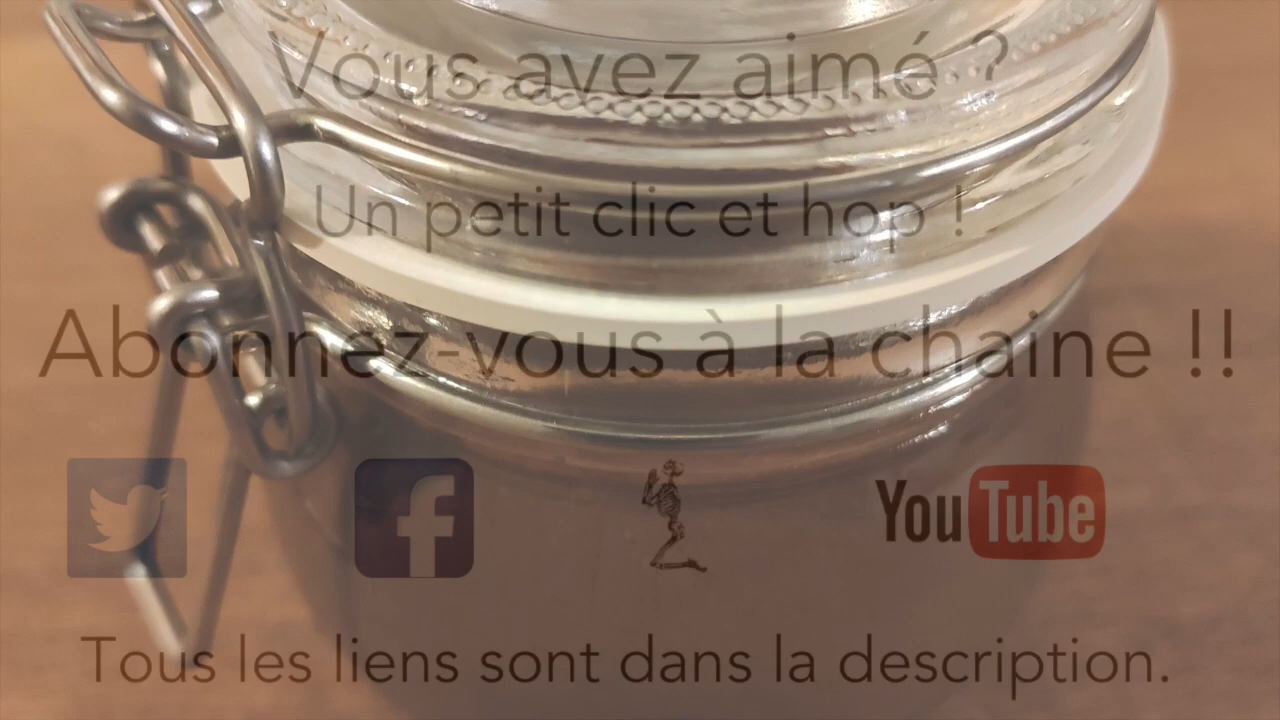 Vous avez aimé ?
Un petit clic et hop !
Abonnez-vous à la chaine !!
f
YouTube
Tous les liens sont dans la description.